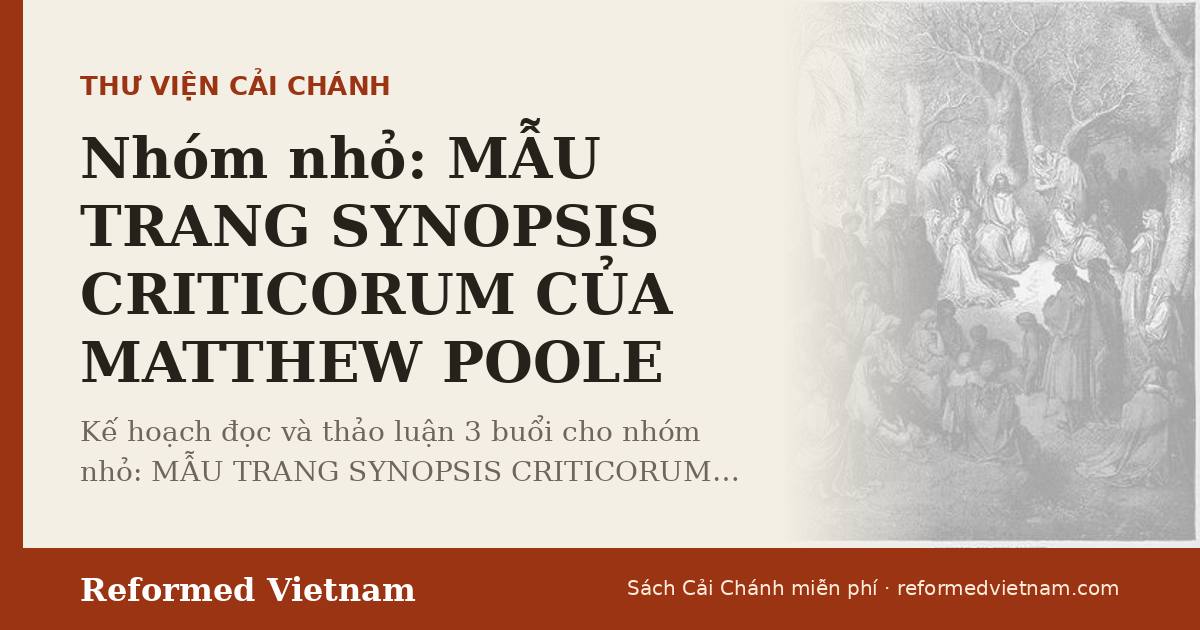 THƯ VIỆN CẢI CHÁNH
Nhóm nhỏ: MẪU
TRANG SYNOPSIS
CRITICORUM CỦA
MATTHEW POOLE
Kế hoạch đọc và thảo luận 3 buổi cho nhóm
nhỏ: MẪU TRANG SYNOPSIS CRITICORUM...
Reformed Vietnam
Sách Cải Chánh miễn phí · reformedvietnam.com